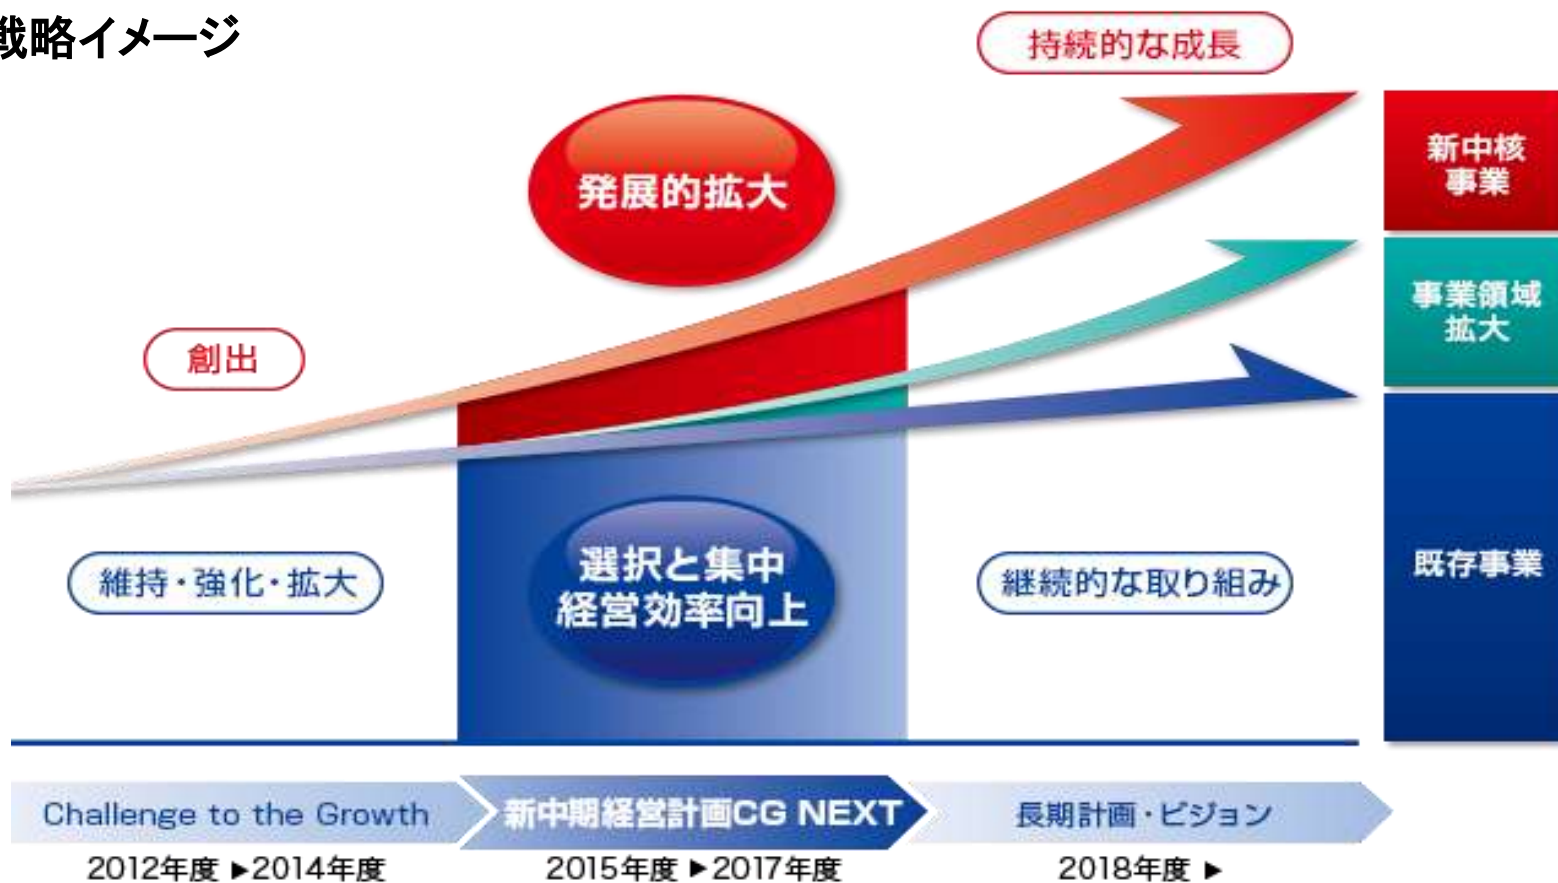 戦略イメージ
持続的な成長
発展的拡大
新中核
事業
事業領域
拡大
創出
維持・強化・拡大
選択と集中
経営効率向上
継続的な取り組み
既存事業
Challenge to the Growth
新中期経営計画CG NEXT
長期計画・ビジョン
2012年度 ▶2014年度
2015年度 ▶2017年度
2018年度 ▶